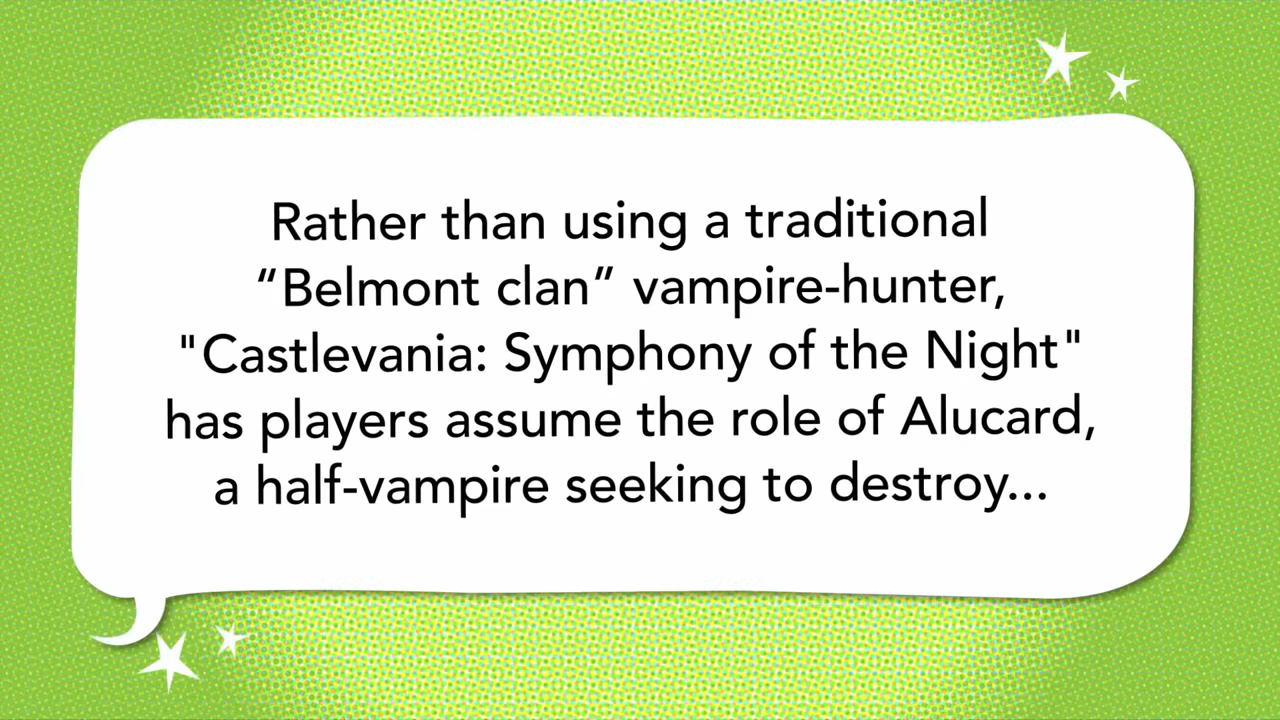 Rather than using a traditional
“Belmont clan” vampire-hunter,
"Castlevania: Symphony of the Night"
has players assume the role of Alucard,
a half-vampire seeking to destroy...